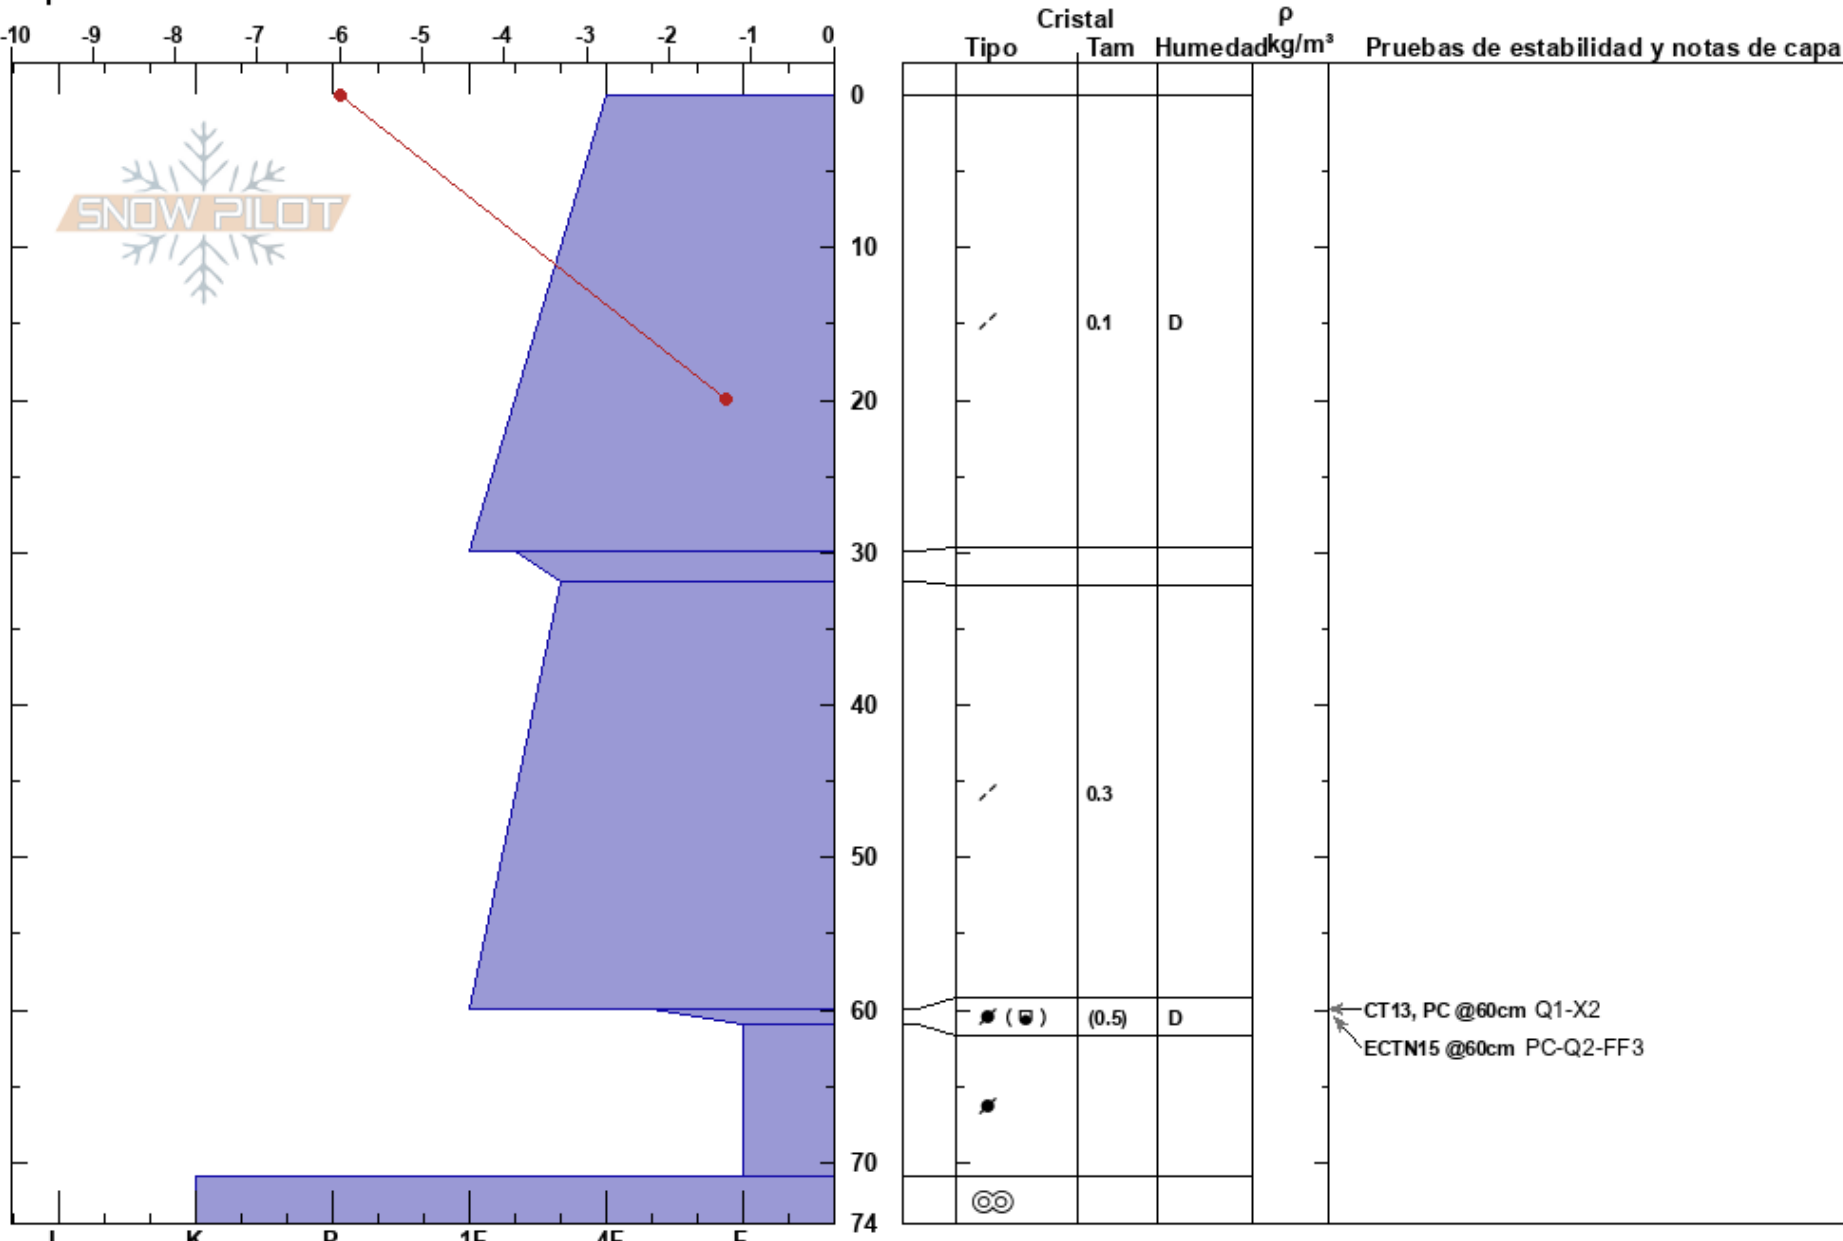 Cristal
ρ
-10 -9 -8 -7 -6 -5 -4 -3 -2 -1 0
Tipo Tam Humedad kg/m³ Pruebas de estabilidad y notas de capa
0
SNOW PILOT
10
0.1 D
20
30
40
0.3
50
60
( ) (0.5) D
CT13, PC @60cm Q1-X2
ECTN15 @60cm PC-Q2-FF3
70
74
I K P 1F 4F F